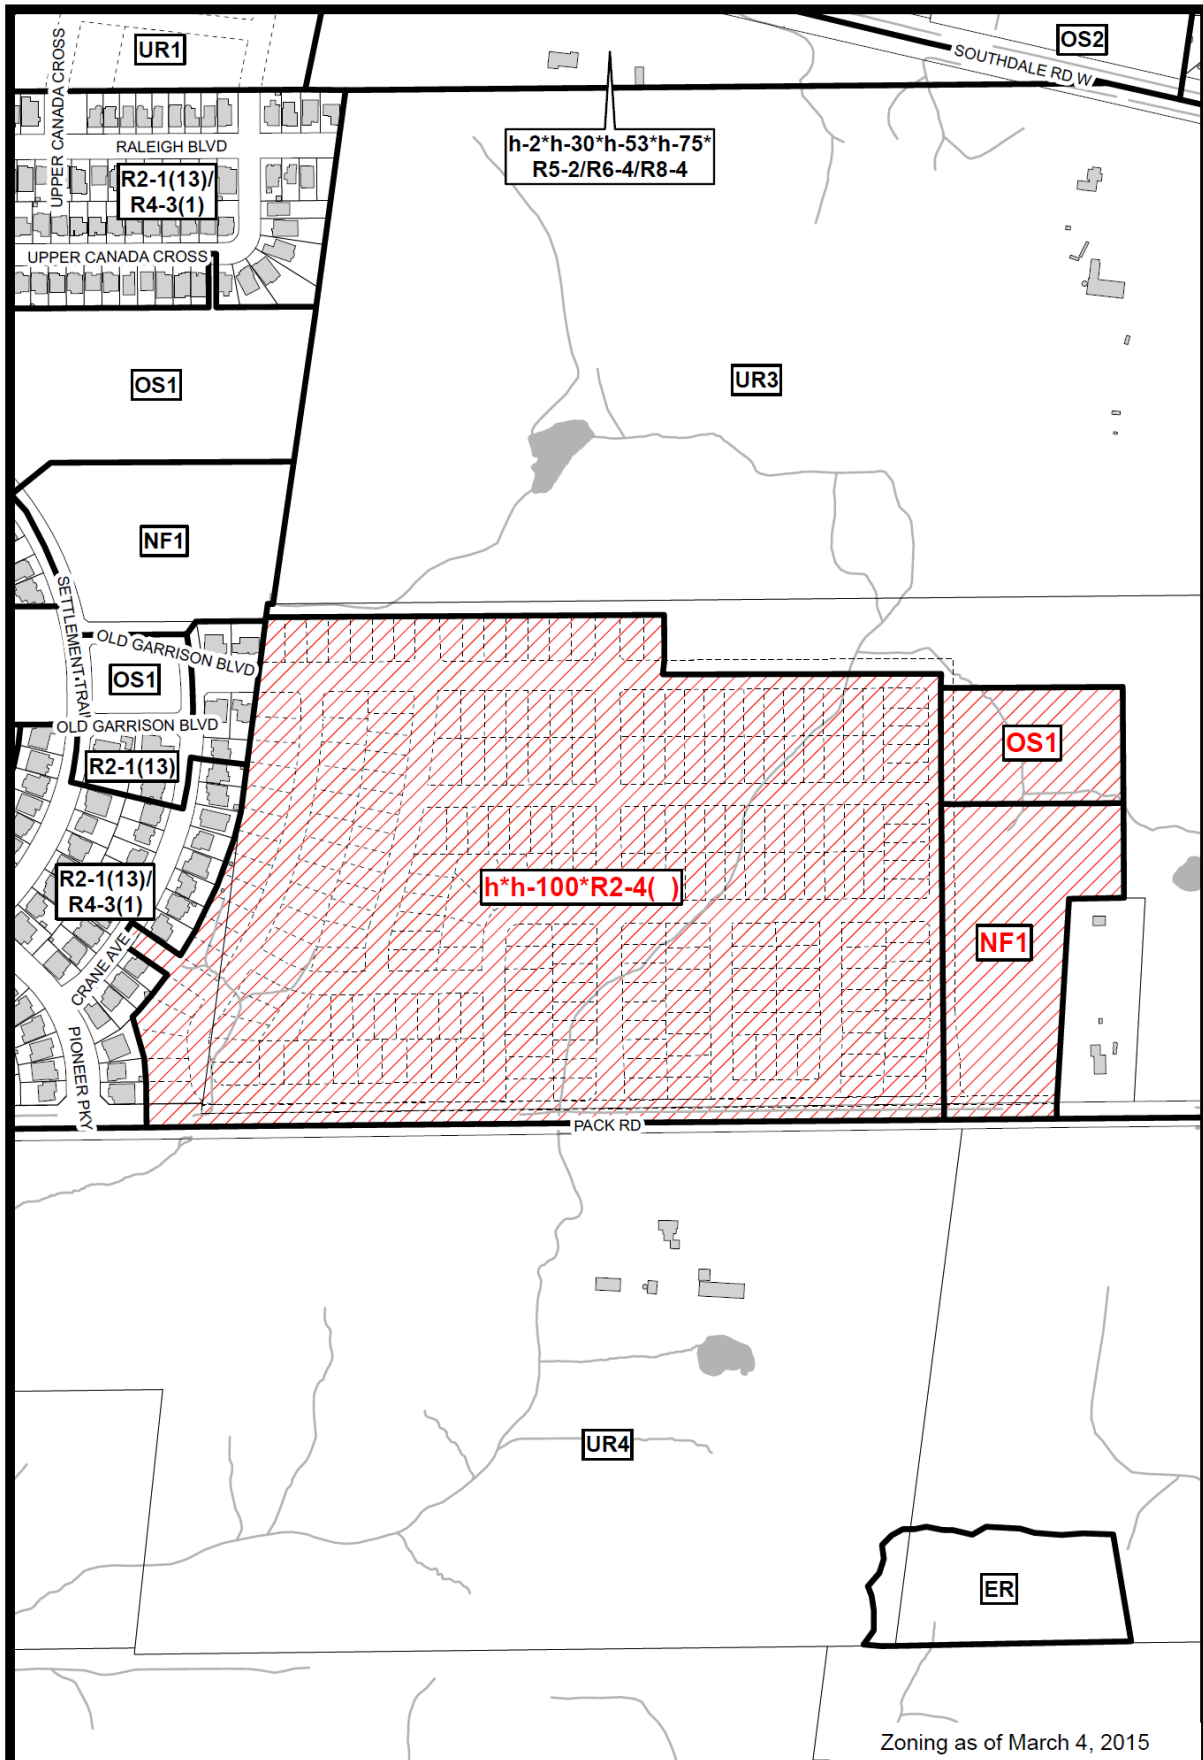 UR1
OS2
UPPER CANADA CROSS
SOUTHDALE RD W
RALEIGH BLVD
h-2*h-30*h-53*h-75*
R5-2/R6-4/R8-4
R2-1(13)/
R4-3(1)
UPPER CANADA CROSS
OS1
UR3
NF1
SETTLEMENT TRAIL
OLD GARRISON BLVD
OS1
OLD GARRISON BLVD
R2-1(13)
OS1
R2-1(13)/
R4-3(1)
h*h-100*R2-4( )
NF1
CRANE AVE
PIONEER PKY
PACK RD
UR4
ER
Zoning as of March 4, 2015